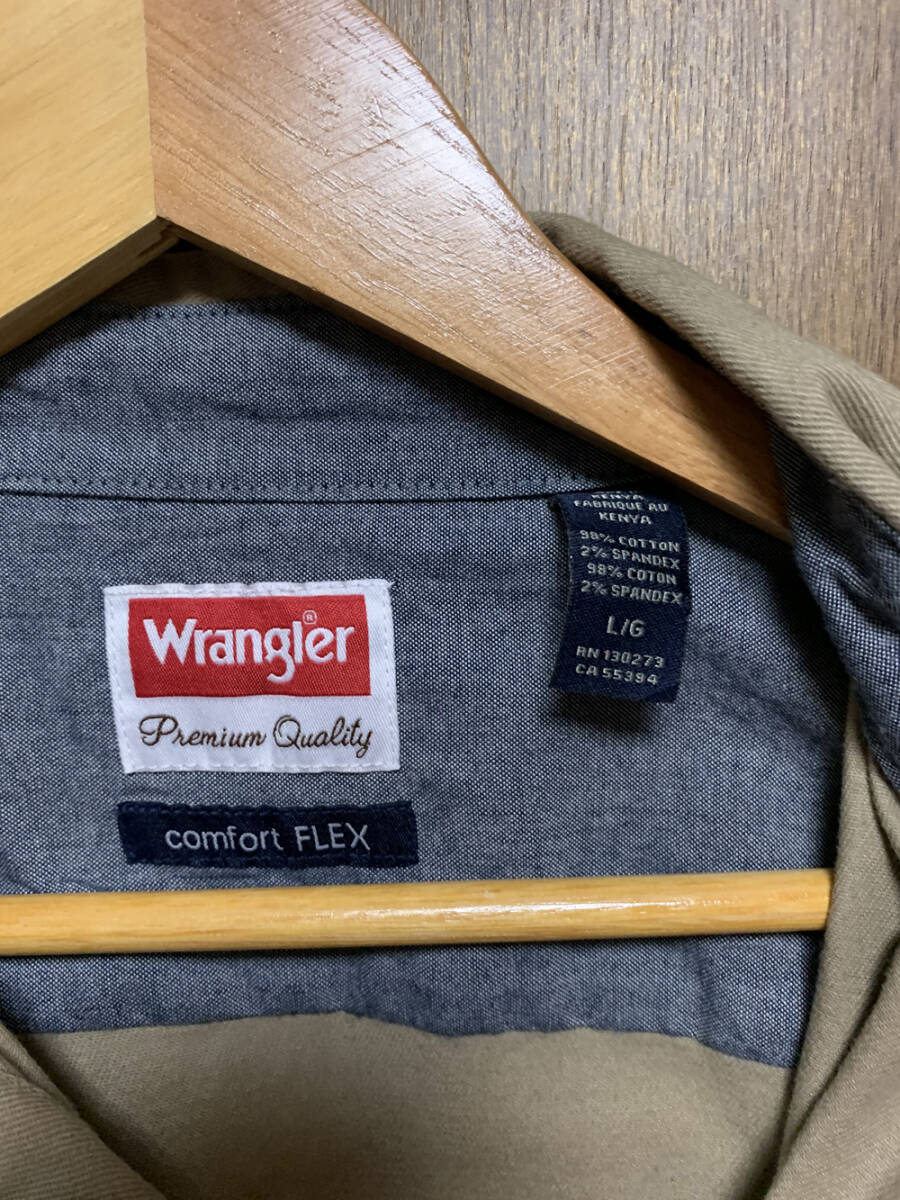 Wrangler®
Premium Quality
comfort FLEX
KENYA
FABRIQUE AU
KENYA
98% COTTON
2% SPANDEX
98% COTON
2% SPANDEX
L/G
RN 130273
CA 55394